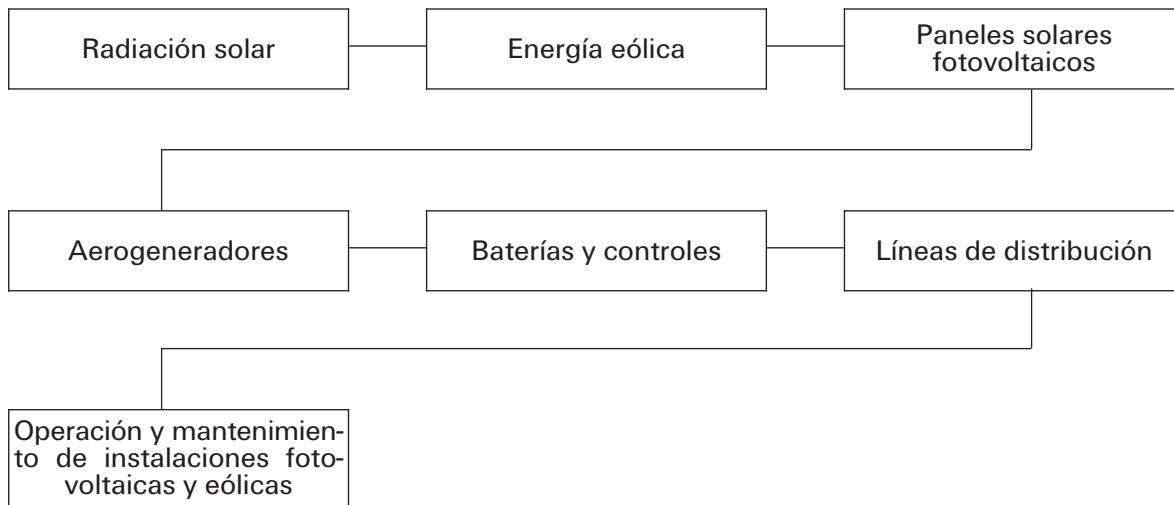 Radiación solar
Energía eólica
Paneles solares
fotovoltaicos
Aerogeneradores
Baterías y controles
Líneas de distribución
Operación y mantenimien-
to de instalaciones foto-
voltaicas y eólicas